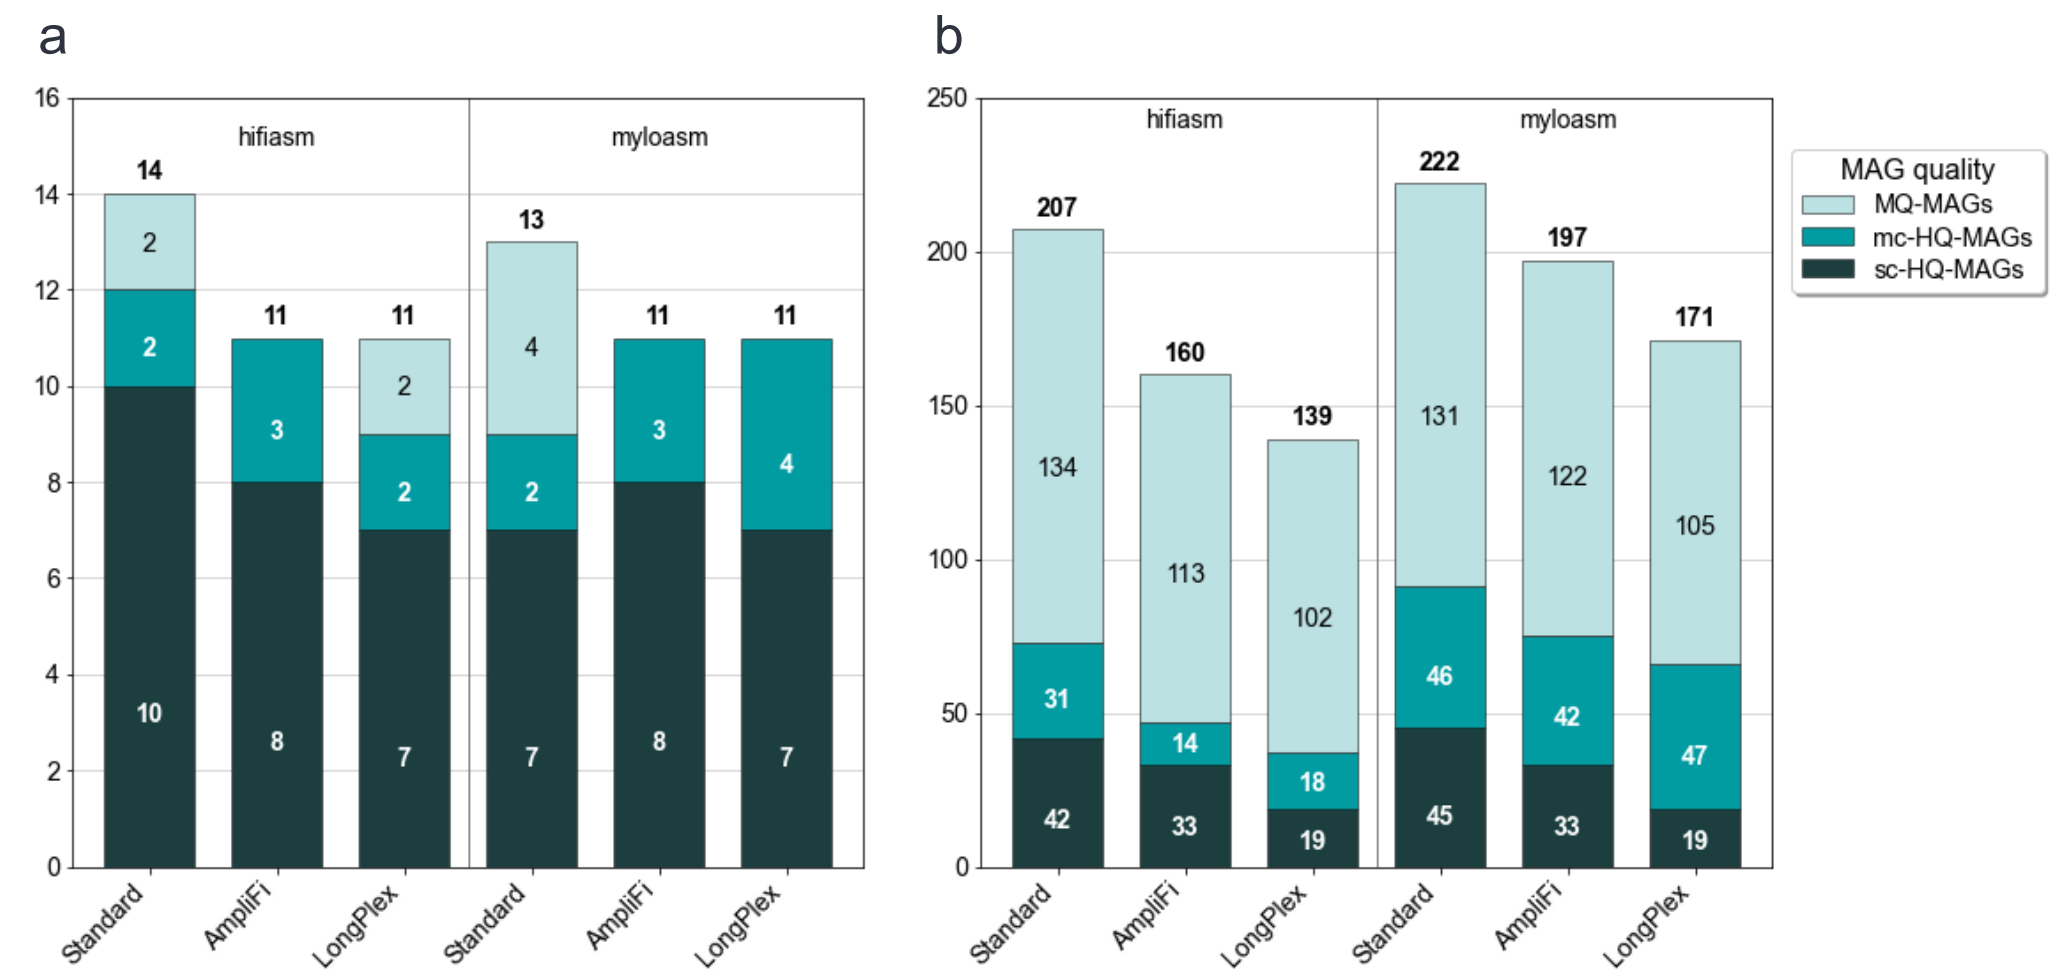 a
16
14
12
10
8
6
4
2
0
hifiasm
myloasm
14
2
2
10
11
3
8
11
2
2
7
13
4
2
7
11
3
8
11
4
7
Standard
AmpliFi
LongPlex
Standard
AmpliFi
LongPlex
b
250
200
150
100
50
0
hifiasm
myloasm
207
134
31
42
160
113
14
33
139
102
18
19
222
131
46
45
197
122
42
33
171
105
47
19
Standard
AmpliFi
LongPlex
Standard
AmpliFi
LongPlex
MAG quality
MQ-MAGs
mc-HQ-MAGs
sc-HQ-MAGs